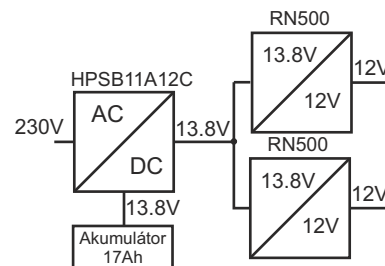 RN500
13.8V
12V
12V
HPSB11A12C
AC
DC
230V
13.8V
RN500
13.8V
12V
12V
13.8V
Akumulátor
17Ah